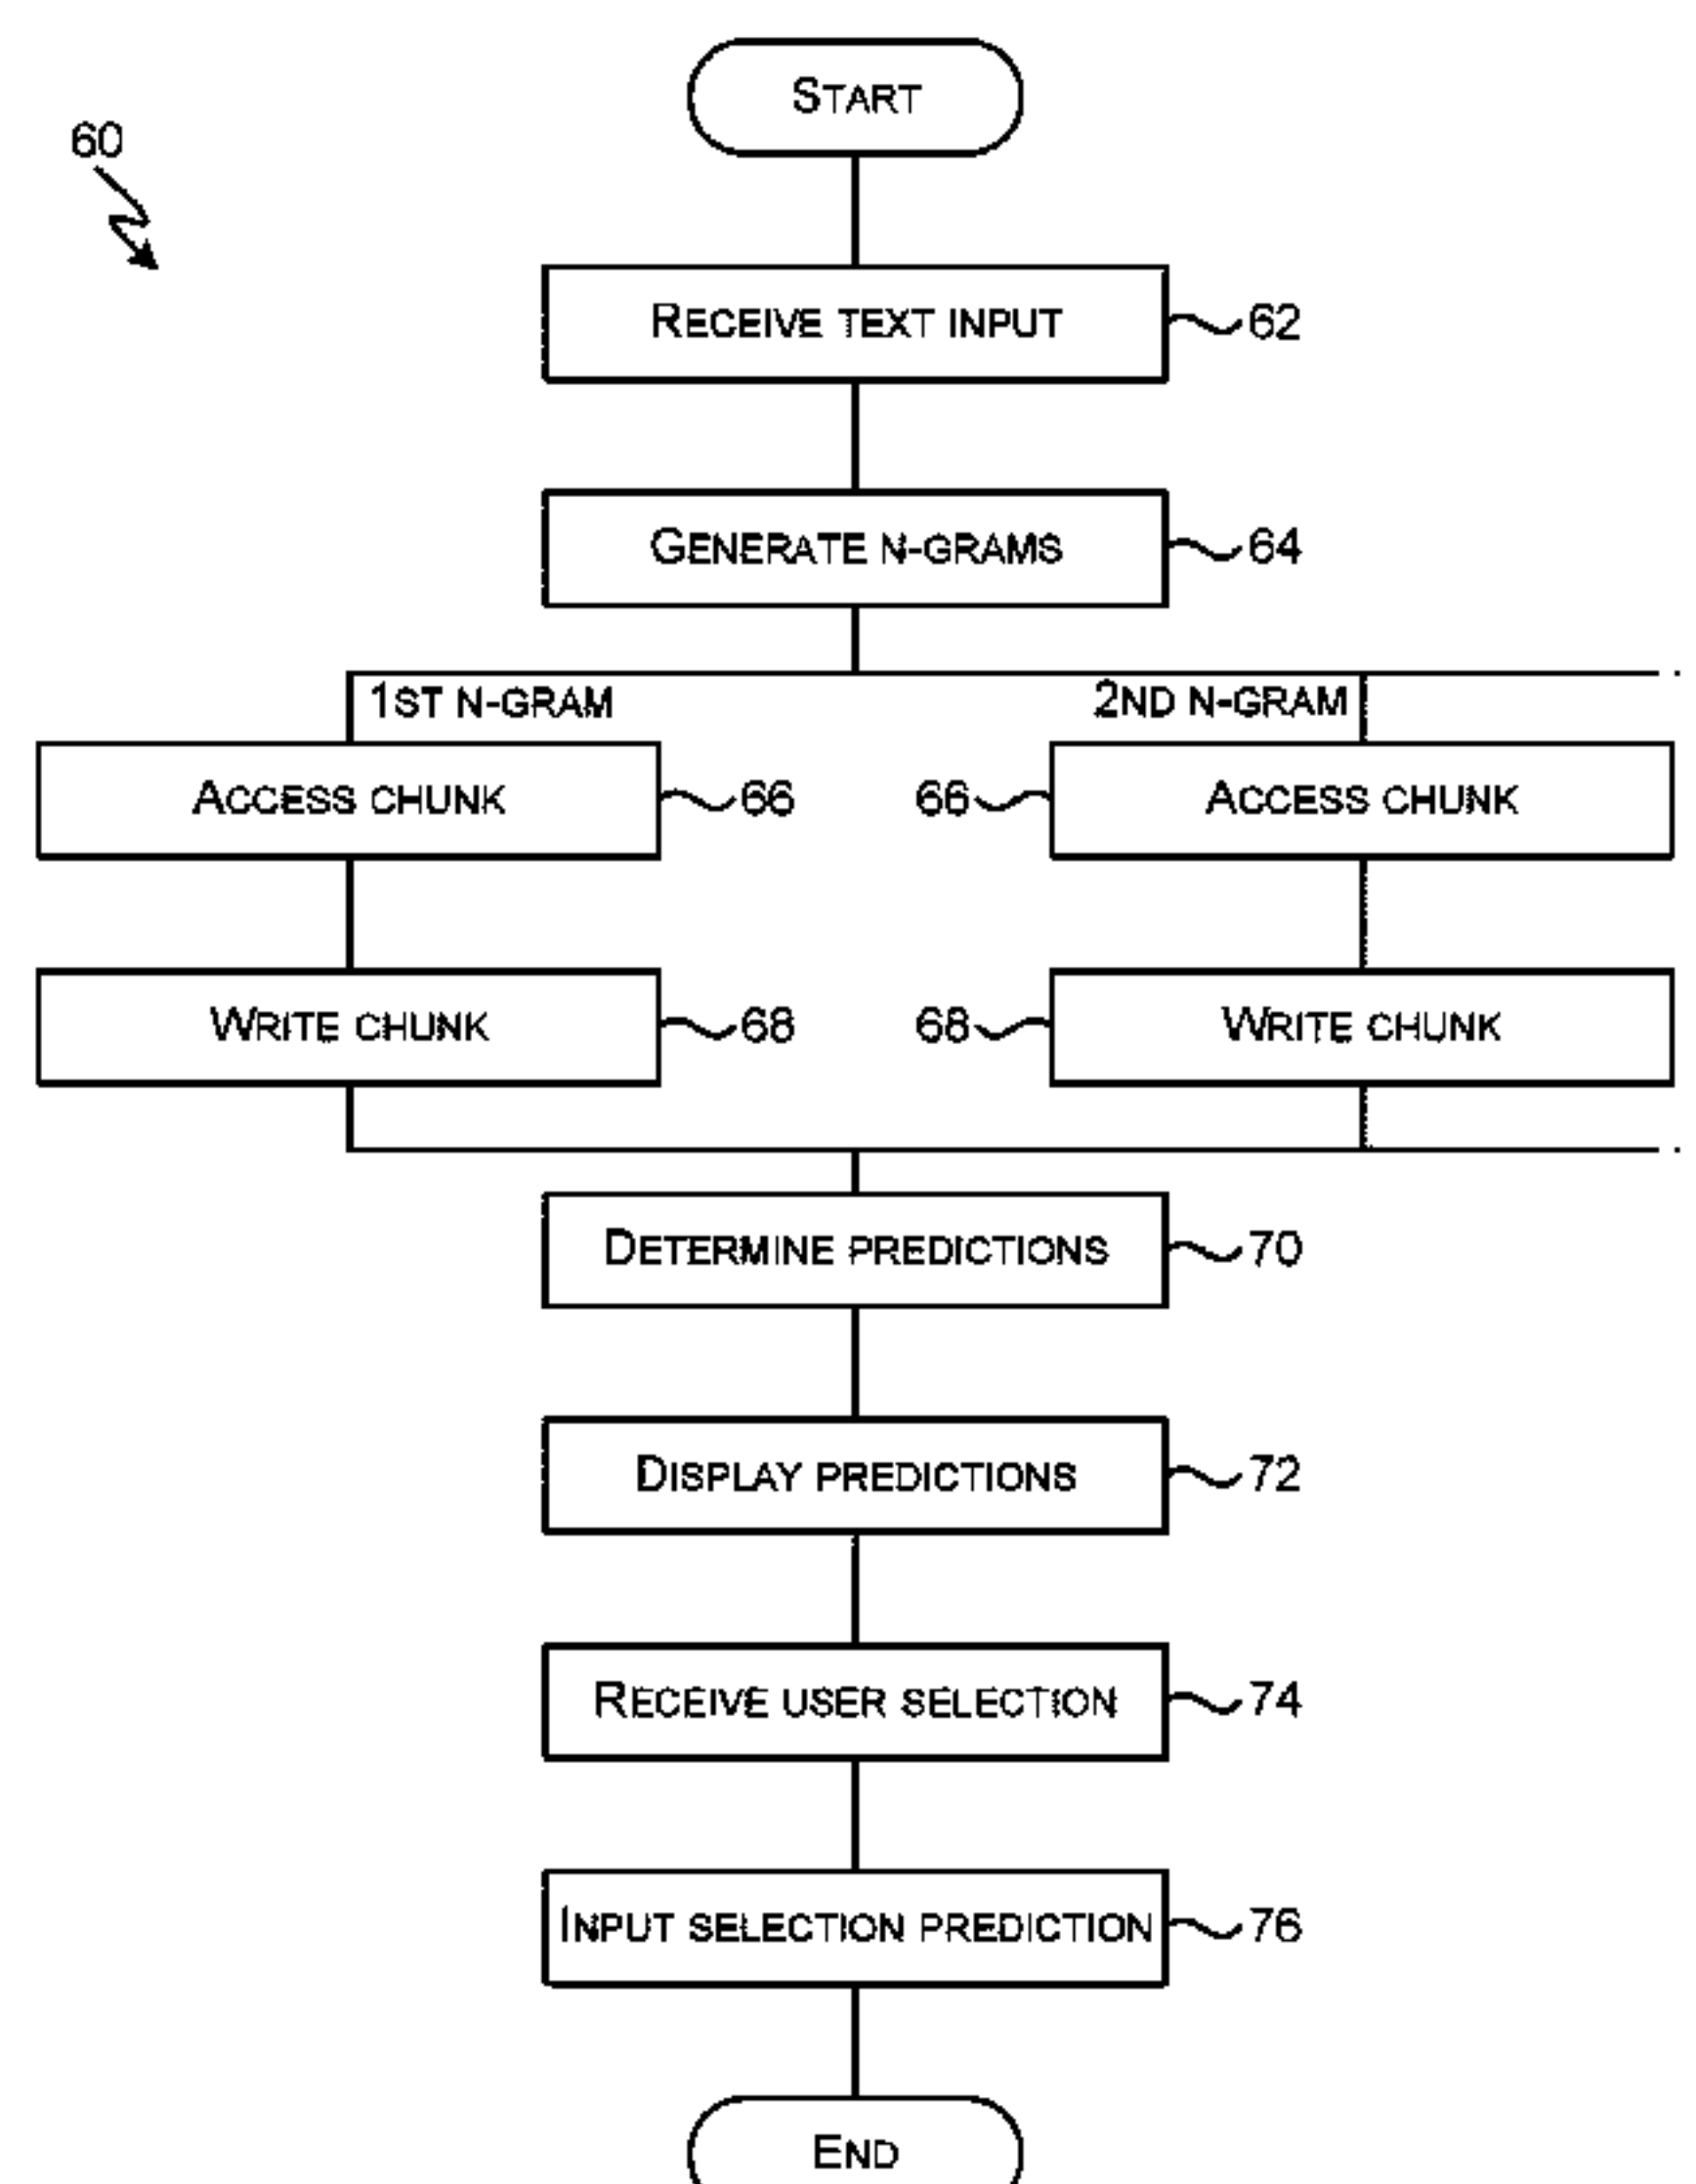 START
60
RECEIVE TEXT INPUT 62
GENERATE N-GRAMS 64
1ST N-GRAM 2ND N-GRAM
ACCESS CHUNK 66 66 ACCESS CHUNK
WRITE CHUNK 68 68 WRITE CHUNK
DETERMINE PREDICTIONS 70
DISPLAY PREDICTIONS 72
RECEIVE USER SELECTION 74
INPUT SELECTION PREDICTION 76
END